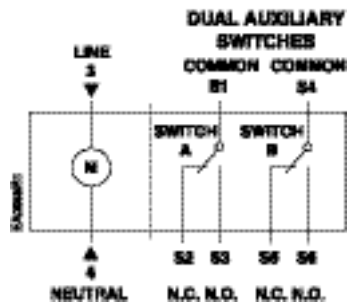 DUAL AUXILIARY
SWITCHES
LINE
3
COMMON COMMON
S1 S4
SWITCH
A
SWITCH
B
M
4
NEUTRAL
S2 S3 S5 S6
N.C. N.O. N.C. N.O.